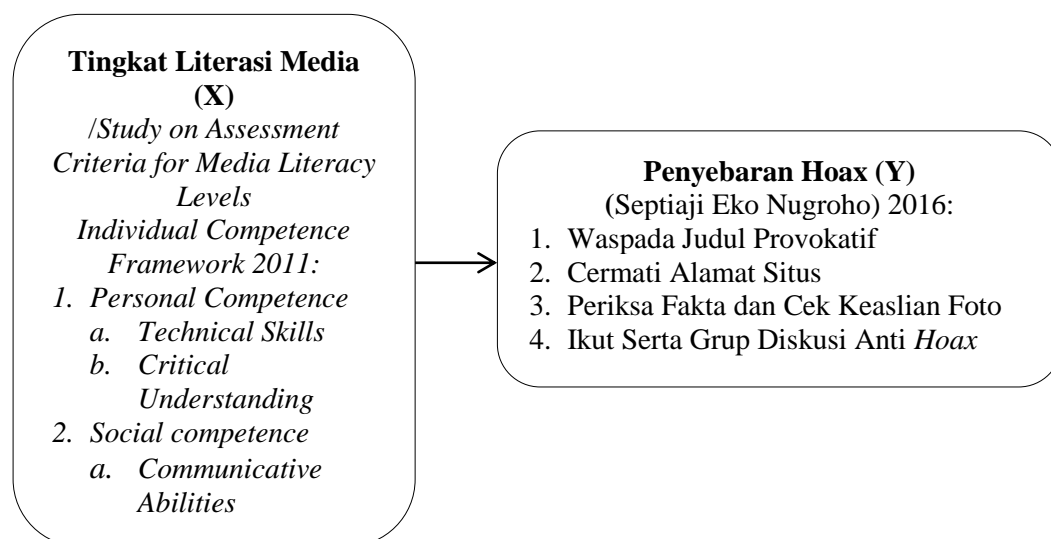 Tingkat Literasi Media
(X)
/Study on Assessment
Criteria for Media Literacy
Levels
Individual Competence
Framework 2011:
1. Personal Competence
a. Technical Skills
b. Critical
Understanding
2. Social competence
a. Communicative
Abilities
Penyebaran Hoax (Y)
(Septiaji Eko Nugroho) 2016:
1. Waspada Judul Provokatif
2. Cermati Alamat Situs
3. Periksa Fakta dan Cek Keaslian Foto
4. Ikut Serta Grup Diskusi Anti Hoax